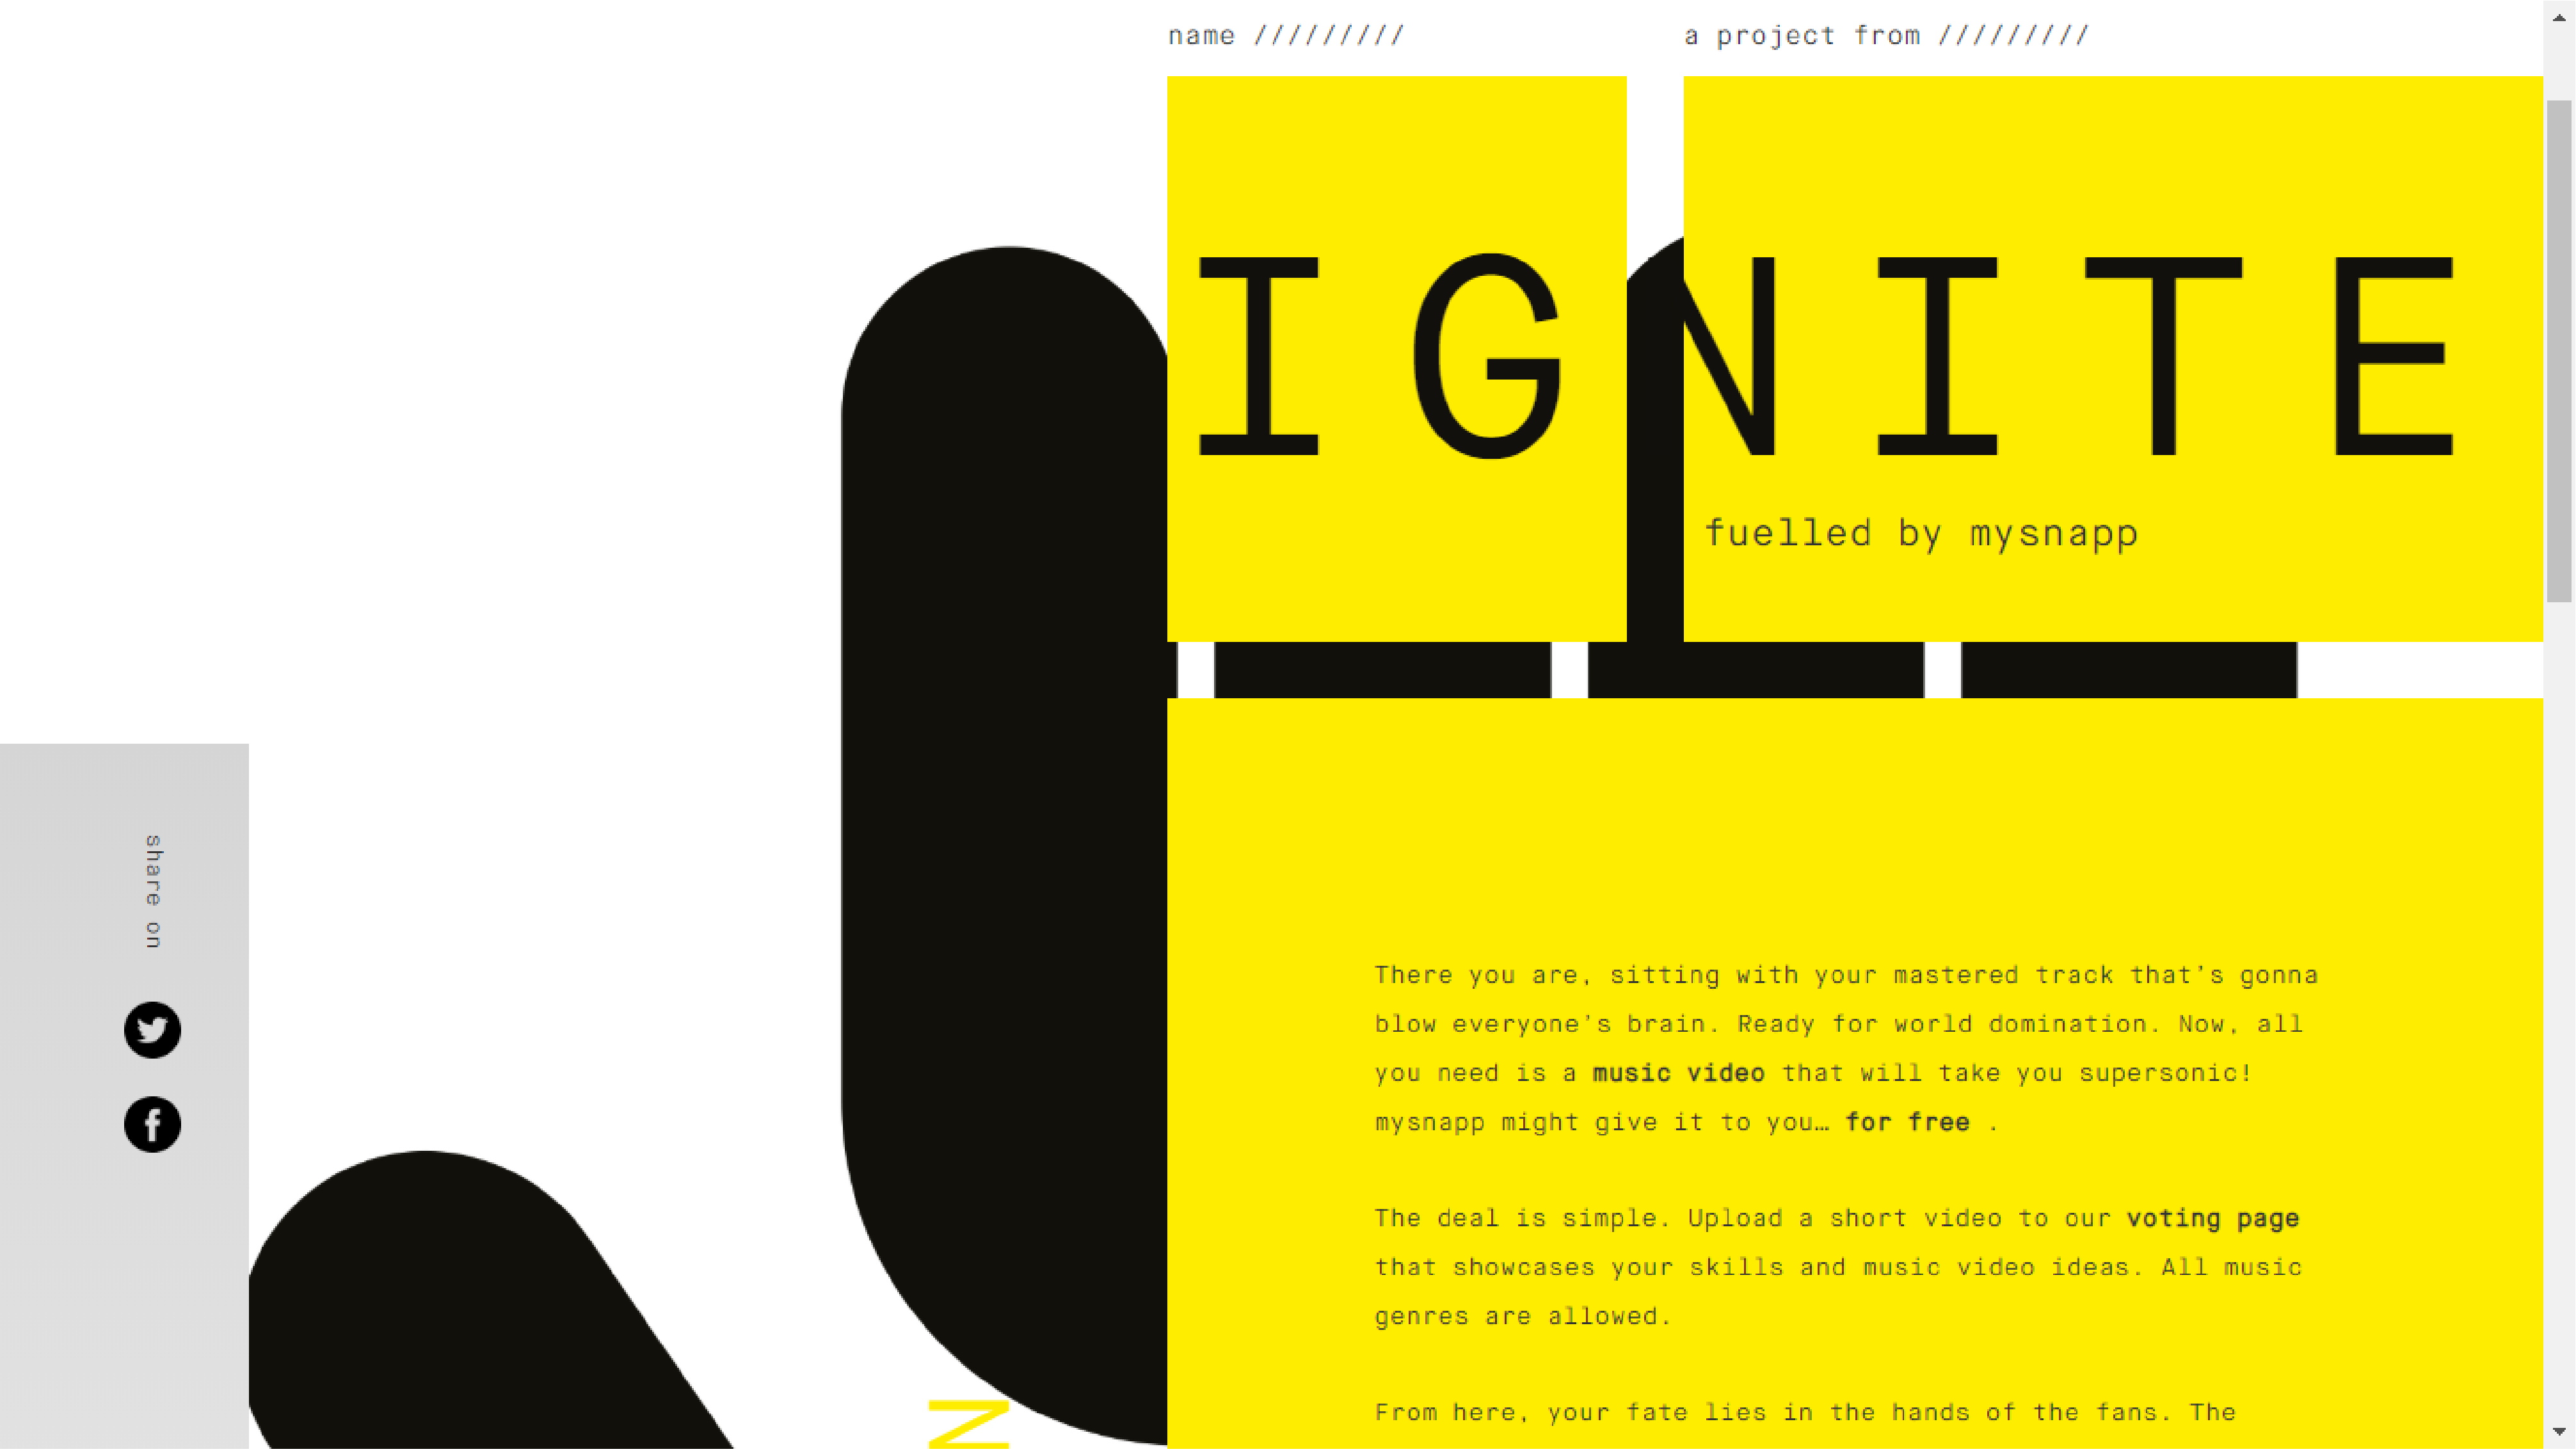 name /////////
a project from /////////
IGNITE
fuelled by mysnapp
share on
There you are, sitting with your mastered track that's gonna
blow everyone's brain. Ready for world domination. Now, all
you need is a music video that will take you supersonic!
mysnapp might give it to you… for free .
The deal is simple. Upload a short video to our voting page
that showcases your skills and music video ideas. All music
genres are allowed.
From here, your fate lies in the hands of the fans. The
N